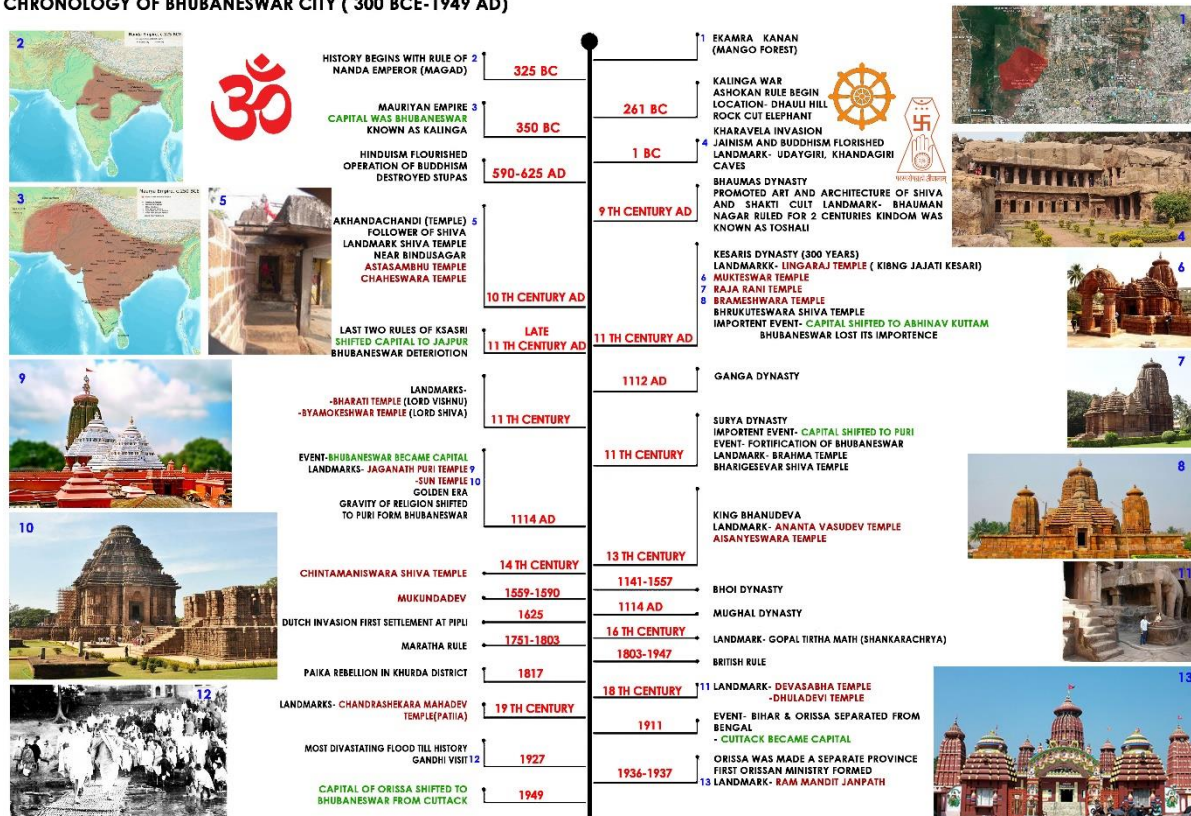 CHRONOLOGY OF BHUBANESWAR CITY ( 300 BCE-1949 AD)
1 EKAMRA KANAN
(MANGO FOREST)
HISTORY BEGINS WITH RULE OF 2
NANDA EMPEROR (MAGAD)
325 BC
KALINGA WAR
ASHOKAN RULE BEGIN
LOCATION- DHAULI HILL
ROCK CUT ELEPHANT
261 BC
MAURIYAN EMPIRE 3
CAPITAL WAS BHUBANESWAR
KNOWN AS KALINGA
350 BC
KHARAVELA INVASION
4 JAINISM AND BUDDHISM FLORISHED
LANDMARK- UDAYGIRI, KHANDAGIRI
CAVES
1 BC
HINDUISM FLOURISHED
OPERATION OF BUDDHISM
DESTROYED STUPAS
590-625 AD
BHAUMAS DYNASTY
PROMOTED ART AND ARCHITECTURE OF SHIVA
AND SHAKTI CULT LANDMARK- BHAUMAN
NAGAR RULED FOR 2 CENTURIES KINDOM WAS
KNOWN AS TOSHALI
9 TH CENTURY AD
AKHANDACHANDI (TEMPLE) 5
FOLLOWER OF SHIVA
LANDMARK SHIVA TEMPLE
NEAR BINDUSAGAR
ASTASAMBHU TEMPLE
CHAHESWARA TEMPLE
10 TH CENTURY AD
KESARIS DYNASTY (300 YEARS)
LANDMARKK- LINGARAJ TEMPLE ( KI8NG JAJATI KESARI)
6 MUKTESWAR TEMPLE
7 RAJA RANI TEMPLE
8 BRAMESHWARA TEMPLE
BHRUKUTESWARA SHIVA TEMPLE
IMPORTENT EVENT- CAPITAL SHIFTED TO ABHINAV KUTTAM
BHUBANESWAR LOST ITS IMPORTENCE
11 TH CENTURY AD
LAST TWO RULES OF KSASRI
SHIFTED CAPITAL TO JAJPUR
BHUBANESWAR DETERIOTION
LATE
11 TH CENTURY AD
1112 AD
GANGA DYNASTY
LANDMARKS-
-BHARATI TEMPLE (LORD VISHNU)
-BYAMOKESHWAR TEMPLE (LORD SHIVA)
11 TH CENTURY
SURYA DYNASTY
IMPORTENT EVENT- CAPITAL SHIFTED TO PURI
EVENT- FORTIFICATION OF BHUBANESWAR
LANDMARK- BRAHMA TEMPLE
BHARIGESEVAR SHIVA TEMPLE
11 TH CENTURY
EVENT-BHUBANESWAR BECAME CAPITAL
LANDMARKS- JAGANATH PURI TEMPLE 9
-SUN TEMPLE 10
GOLDEN ERA
GRAVITY OF RELIGION SHIFTED
TO PURI FORM BHUBANESWAR
1114 AD
KING BHANUDEVA
LANDMARK- ANANTA VASUDEV TEMPLE
AISANYESWARA TEMPLE
13 TH CENTURY
CHINTAMANISWARA SHIVA TEMPLE
14 TH CENTURY
1141-1557
BHOI DYNASTY
MUKUNDADEV
1559-1590
1114 AD
MUGHAL DYNASTY
DUTCH INVASION FIRST SETTLEMENT AT PIPLI
1625
16 TH CENTURY
LANDMARK- GOPAL TIRTHA MATH (SHANKARACHRYA)
MARATHA RULE
1751-1803
1803-1947
BRITISH RULE
PAIKA REBELLION IN KHURDA DISTRICT
1817
18 TH CENTURY
11 LANDMARK- DEVASABHA TEMPLE
-DHULADEVI TEMPLE
LANDMARKS- CHANDRASHEKARA MAHADEV
TEMPLE(PATIIA)
19 TH CENTURY
1911
EVENT- BIHAR & ORISSA SEPARATED FROM
BENGAL
- CUTTACK BECAME CAPITAL
MOST DIVASTATING FLOOD TILL HISTORY
GANDHI VISIT 12
1927
1936-1937
ORISSA WAS MADE A SEPARATE PROVINCE
FIRST ORISSAN MINISTRY FORMED
13 LANDMARK- RAM MANDIT JANPATH
CAPITAL OF ORISSA SHIFTED TO
BHUBANESWAR FROM CUTTACK
1949
2
3
5
9
10
12
1
4
6
7
8
11
13
ॐ
परस्परोपग्रहो जीवानाम्